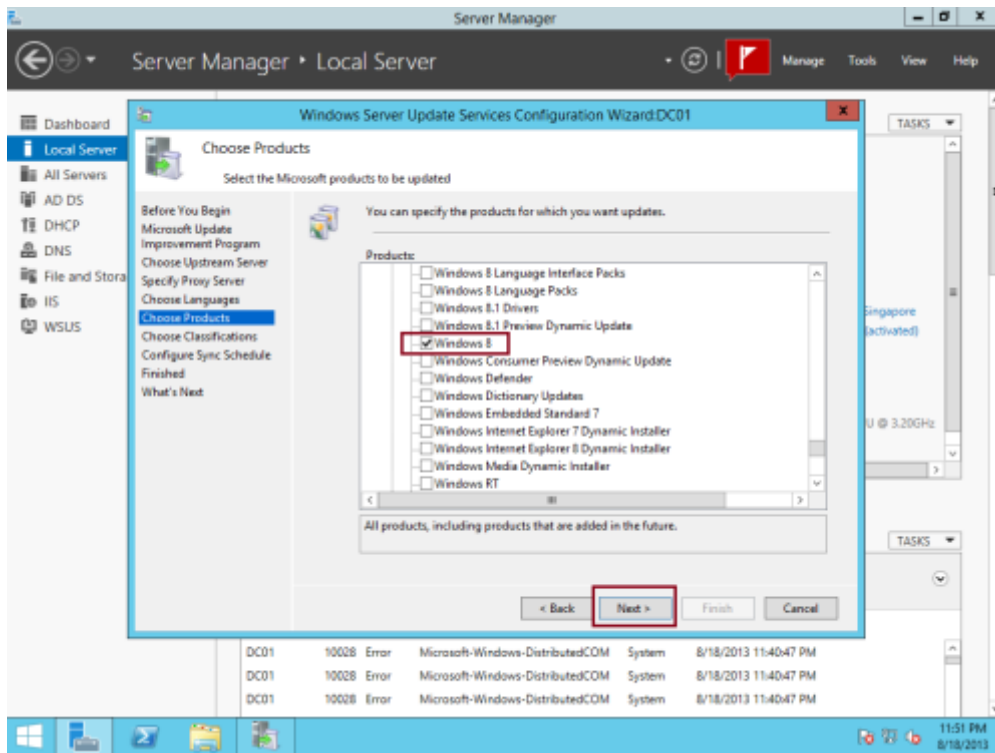 Server Manager
Server Manager • Local Server
Manage Tools View Help
Dashboard
Local Server
All Servers
AD DS
DHCP
DNS
File and Stora
IIS
WSUS
TASKS
Windows Server Update Services Configuration Wizard:DC01
x
Choose Products
Select the Microsoft products to be updated
Before You Begin
Microsoft Update
Improvement Program
Choose Upstream Server
Specify Proxy Server
Choose Languages
Choose Products
Choose Classifications
Configure Sync Schedule
Finished
What's Next
You can specify the products for which you want updates.
Products:
Windows 8 Language Interface Packs
Windows 8 Language Packs
Windows 8.1 Drivers
Windows 8.1 Preview Dynamic Update
Windows 8
Windows Consumer Preview Dynamic Update
Windows Defender
Windows Dictionary Updates
Windows Embedded Standard 7
Windows Internet Explorer 7 Dynamic Installer
Windows Internet Explorer 8 Dynamic Installer
Windows Media Dynamic Installer
Windows RT
All products, including products that are added in the future.
< Back Next > Finish Cancel
Singapore
(activated)
U @ 3.20GHz
TASKS
DC01 10028 Error Microsoft-Windows-DistributedCOM System 8/18/2013 11:40:47 PM
DC01 10028 Error Microsoft-Windows-DistributedCOM System 8/18/2013 11:40:47 PM
DC01 10028 Error Microsoft-Windows-DistributedCOM System 8/18/2013 11:40:47 PM
11:51 PM
8/18/2013